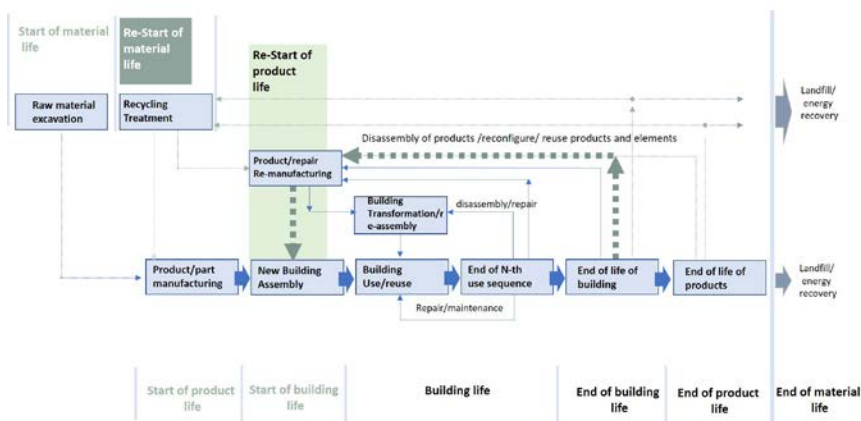 Start of material
life
Re-Start of
material
life
Re-Start of
product
life
Raw material
excavation
Recycling
Treatment
Landfill/
energy
recovery
Disassembly of products /reconfigure/ reuse products and elements
Product/repair
Re-manufacturing
Building
Transformation/r
e-assembly
disassembly/repair
Product/part
manufacturing
New Building
Assembly
Building
Use/reuse
End of N-th
use sequence
End of life of
building
End of life of
products
Landfill/
energy
recovery
Repair/maintenance
Start of product
life
Start of building
life
Building life
End of building
life
End of product
life
End of material
life